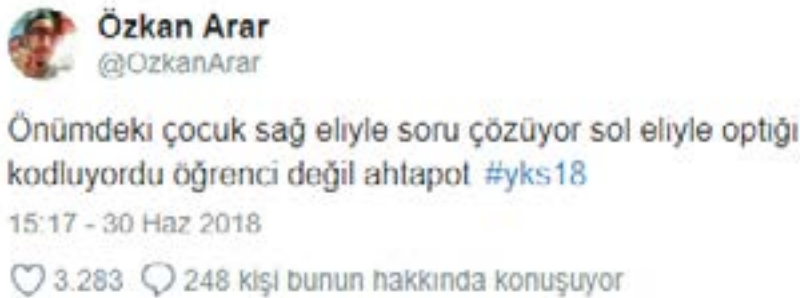 Özkan Arar
@OzkanArar
Önümdeki çocuk sağ eliyle soru çözüyor sol eliyle optiği
kodluyordu öğrenci değil ahtapot #yks18
15:17 - 30 Haz 2018
3.283 248 kişi bunun hakkında konuşuyor